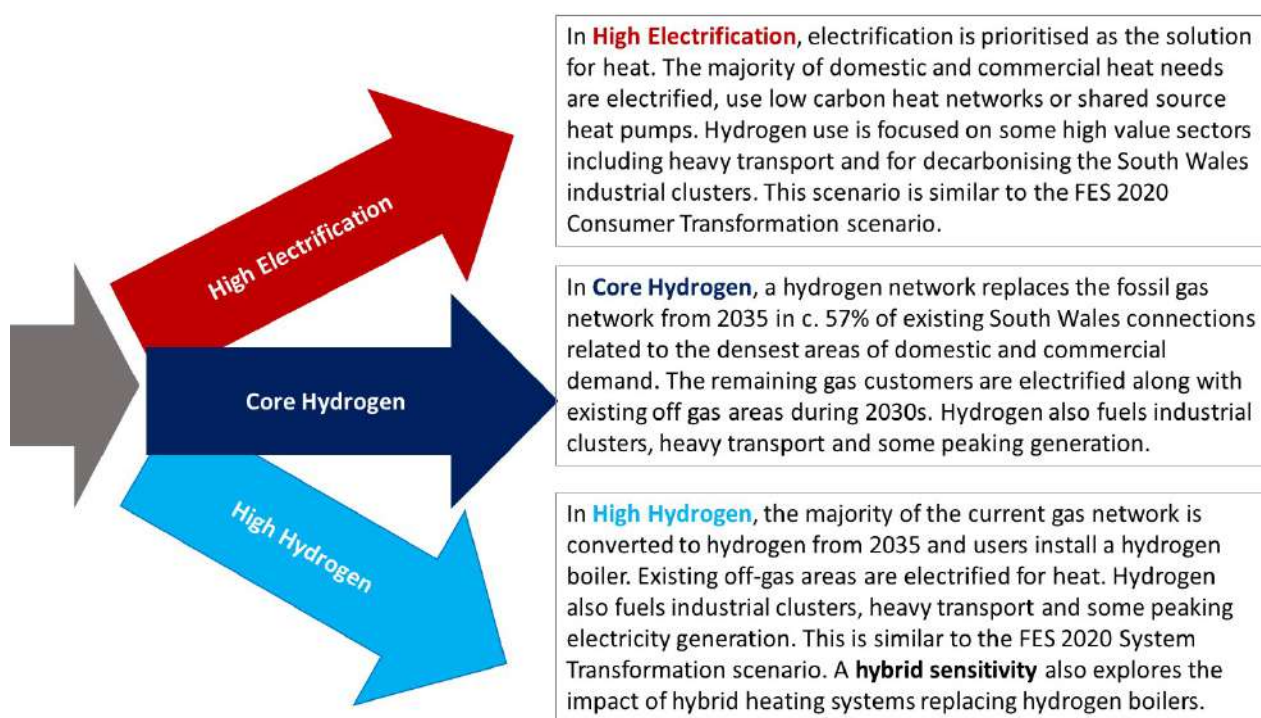 High Electrification
Core Hydrogen
High Hydrogen
In High Electrification, electrification is prioritised as the solution
for heat. The majority of domestic and commercial heat needs
are electrified, use low carbon heat networks or shared source
heat pumps. Hydrogen use is focused on some high value sectors
including heavy transport and for decarbonising the South Wales
industrial clusters. This scenario is similar to the FES 2020
Consumer Transformation scenario.
In Core Hydrogen, a hydrogen network replaces the fossil gas
network from 2035 in c. 57% of existing South Wales connections
related to the densest areas of domestic and commercial
demand. The remaining gas customers are electrified along with
existing off gas areas during 2030s. Hydrogen also fuels industrial
clusters, heavy transport and some peaking generation.
In High Hydrogen, the majority of the current gas network is
converted to hydrogen from 2035 and users install a hydrogen
boiler. Existing off-gas areas are electrified for heat. Hydrogen
also fuels industrial clusters, heavy transport and some peaking
electricity generation. This is similar to the FES 2020 System
Transformation scenario. A hybrid sensitivity also explores the
impact of hybrid heating systems replacing hydrogen boilers.